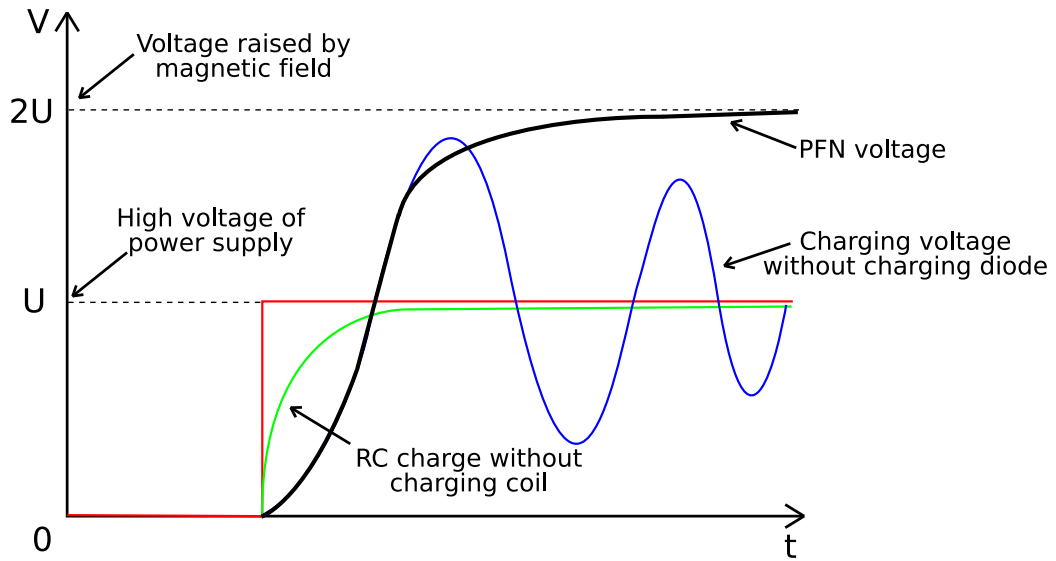 V
Voltage raised by
magnetic field
2U
PFN voltage
High voltage of
power supply
Charging voltage
without charging diode
U
RC charge without
charging coil
0
t